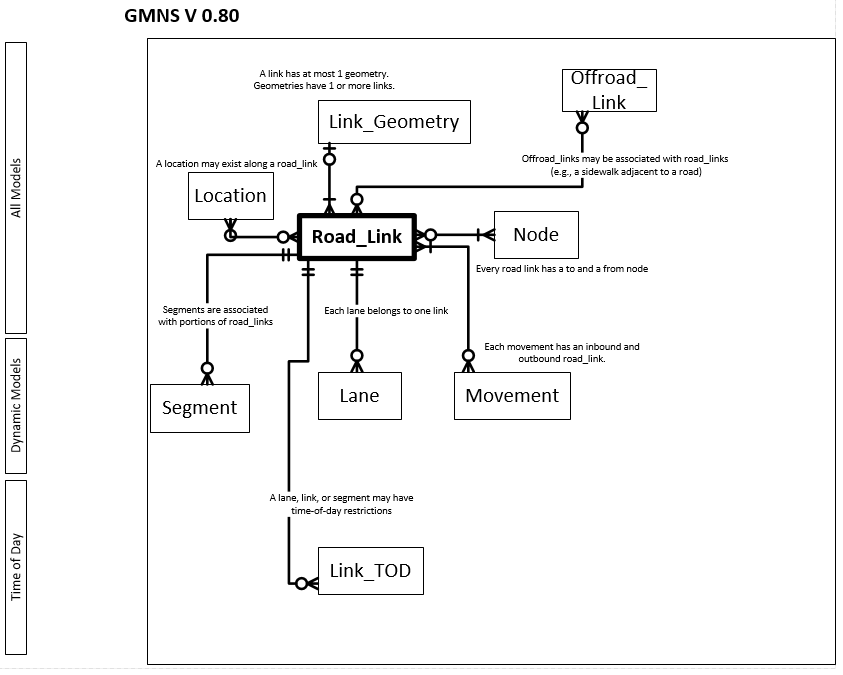 GMNS V 0.80
All Models
Dynamic Models
Time of Day
A link has at most 1 geometry.
Geometries have 1 or more links.
Link_Geometry
Offroad_
Link
A location may exist along a road_link
Offroad_links may be associated with road_links
(e.g., a sidewalk adjacent to a road)
Location
Road_Link
Node
Every road link has a to and a from node
Segments are associated
with portions of road_links
Each lane belongs to one link
Each movement has an inbound and
outbound road_link.
Segment
Lane
Movement
A lane, link, or segment may have
time-of-day restrictions
Link_TOD